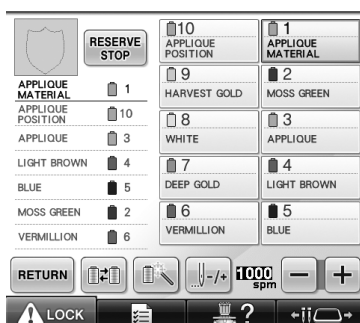 RESERVE
STOP
APPLIQUE
MATERIAL
1
APPLIQUE
POSITION
10
APPLIQUE
3
LIGHT BROWN
4
BLUE
5
MOSS GREEN
2
VERMILLION
6
10
APPLIQUE
POSITION
1
APPLIQUE
MATERIAL
9
HARVEST GOLD
2
MOSS GREEN
8
WHITE
3
APPLIQUE
7
DEEP GOLD
4
LIGHT BROWN
6
VERMILLION
5
BLUE
RETURN
-/+
1000
spm
−
+
LOCK
?